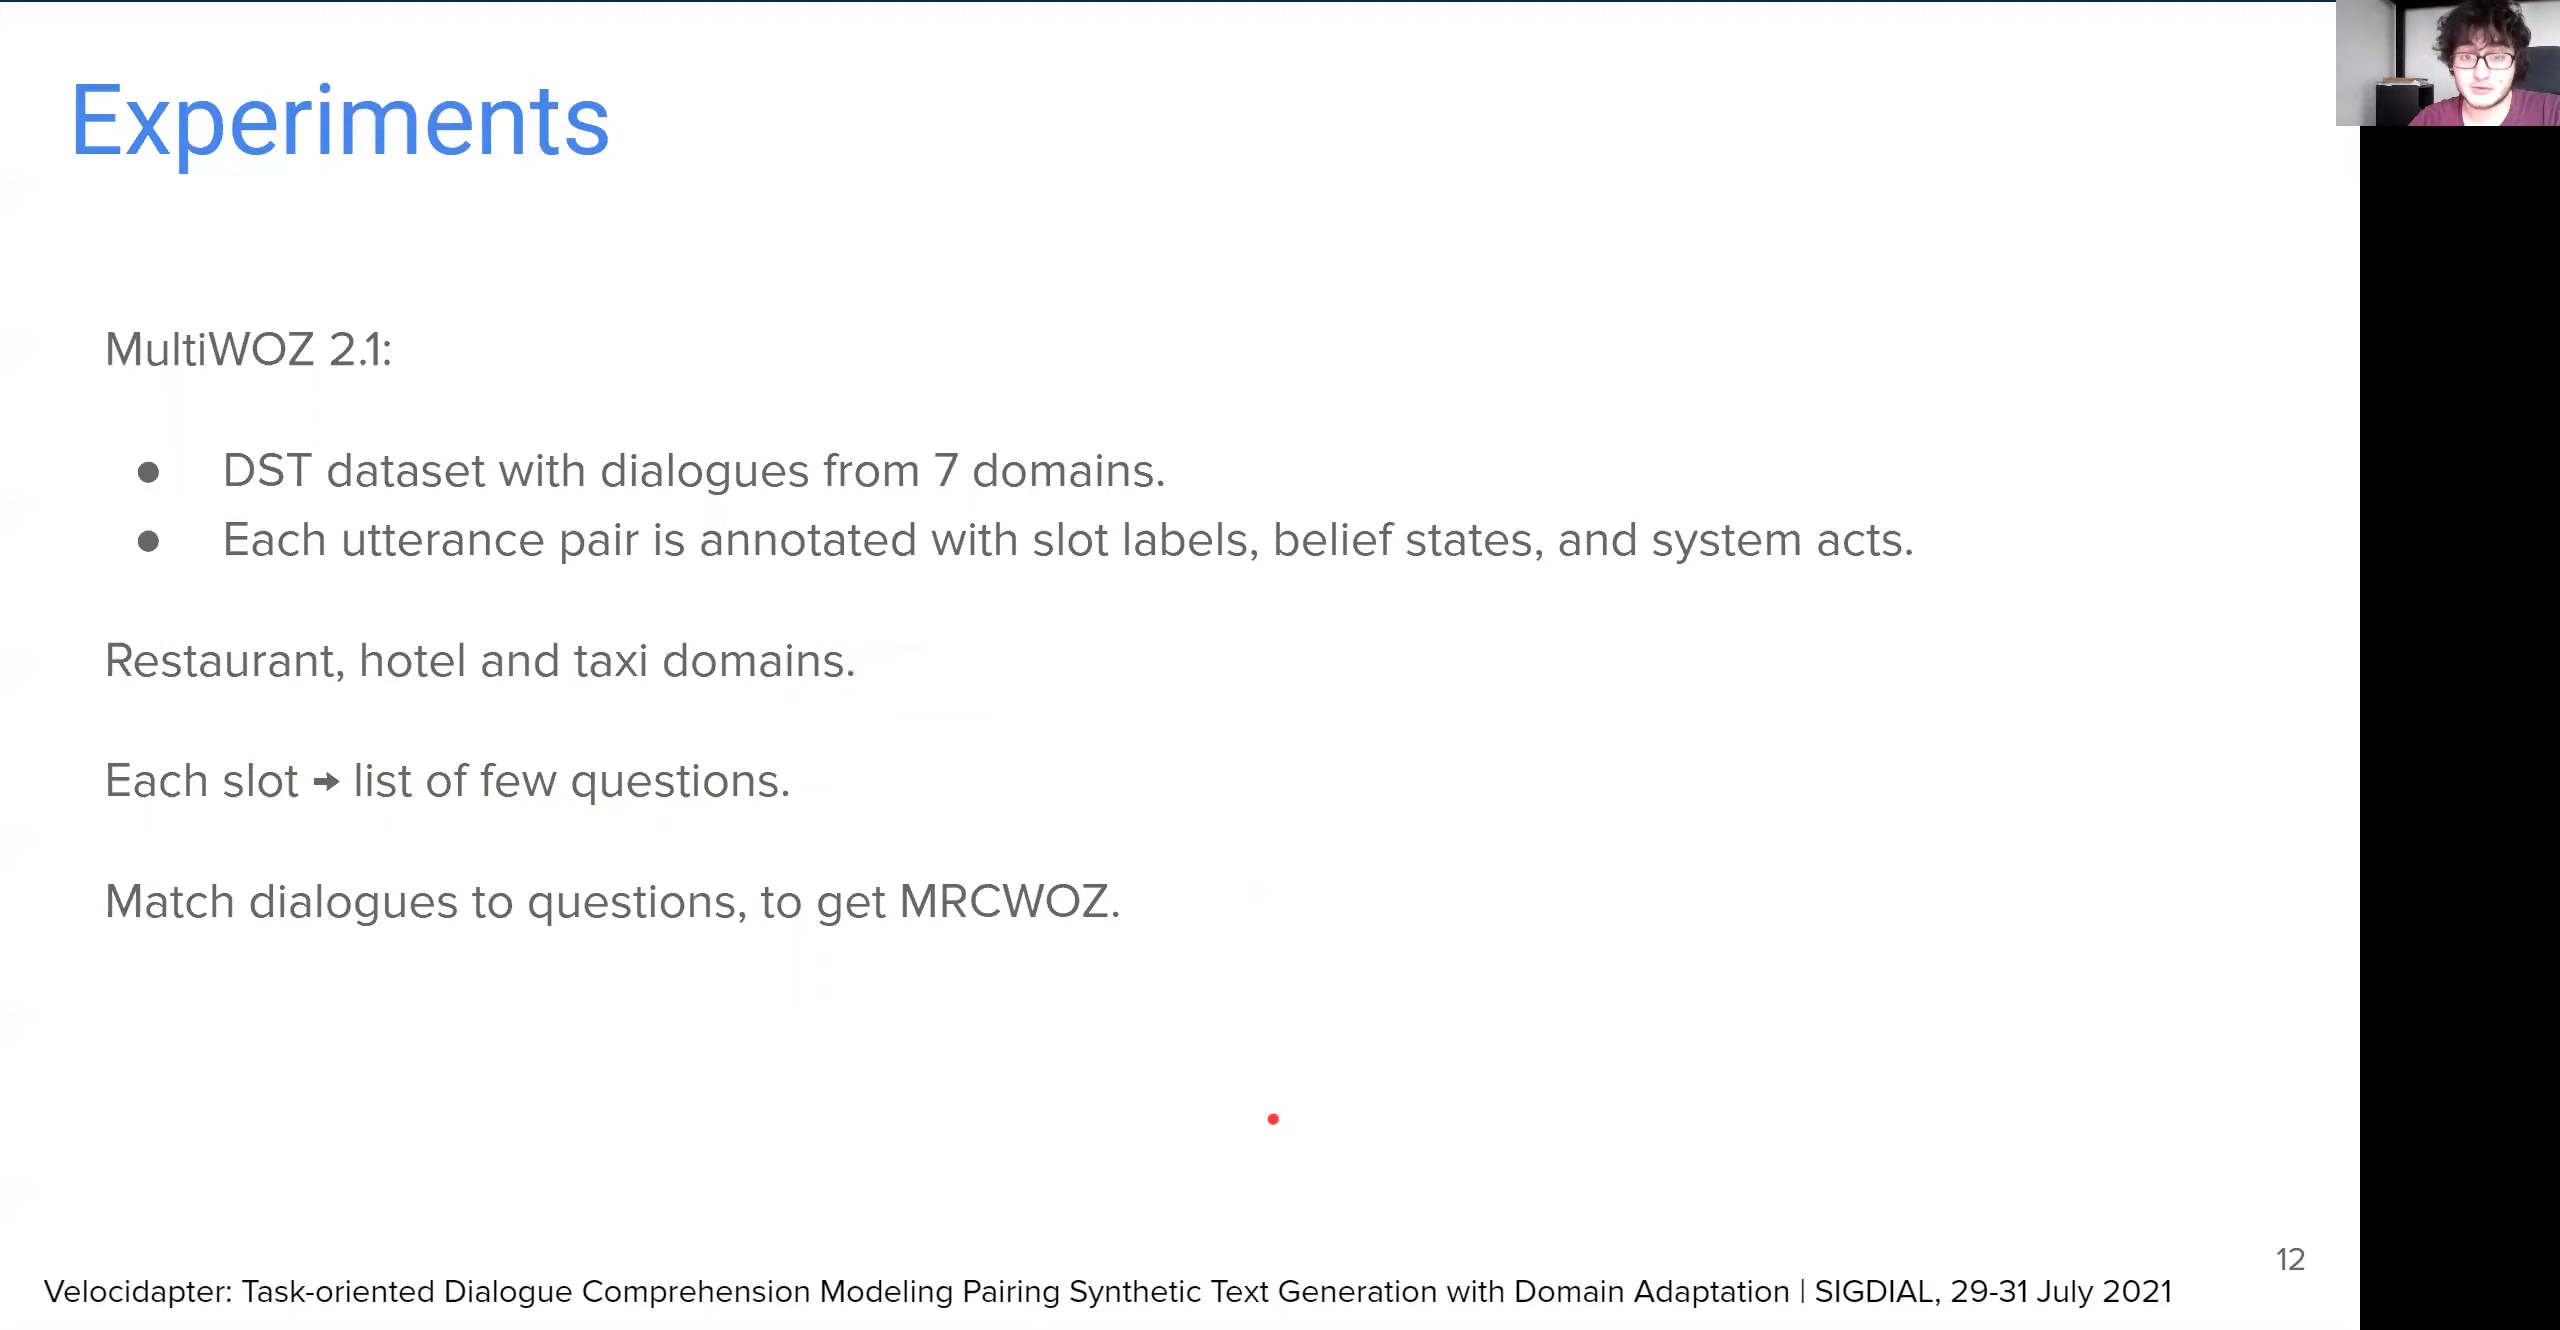 Experiments
MultiWOZ 2.1:
● DST dataset with dialogues from 7 domains.
● Each utterance pair is annotated with slot labels, belief states, and system acts.
Restaurant, hotel and taxi domains.
Each slot → list of few questions.
Match dialogues to questions, to get MRCWOZ.
12
Velocidapter: Task-oriented Dialogue Comprehension Modeling Pairing Synthetic Text Generation with Domain Adaptation | SIGDIAL, 29-31 July 2021